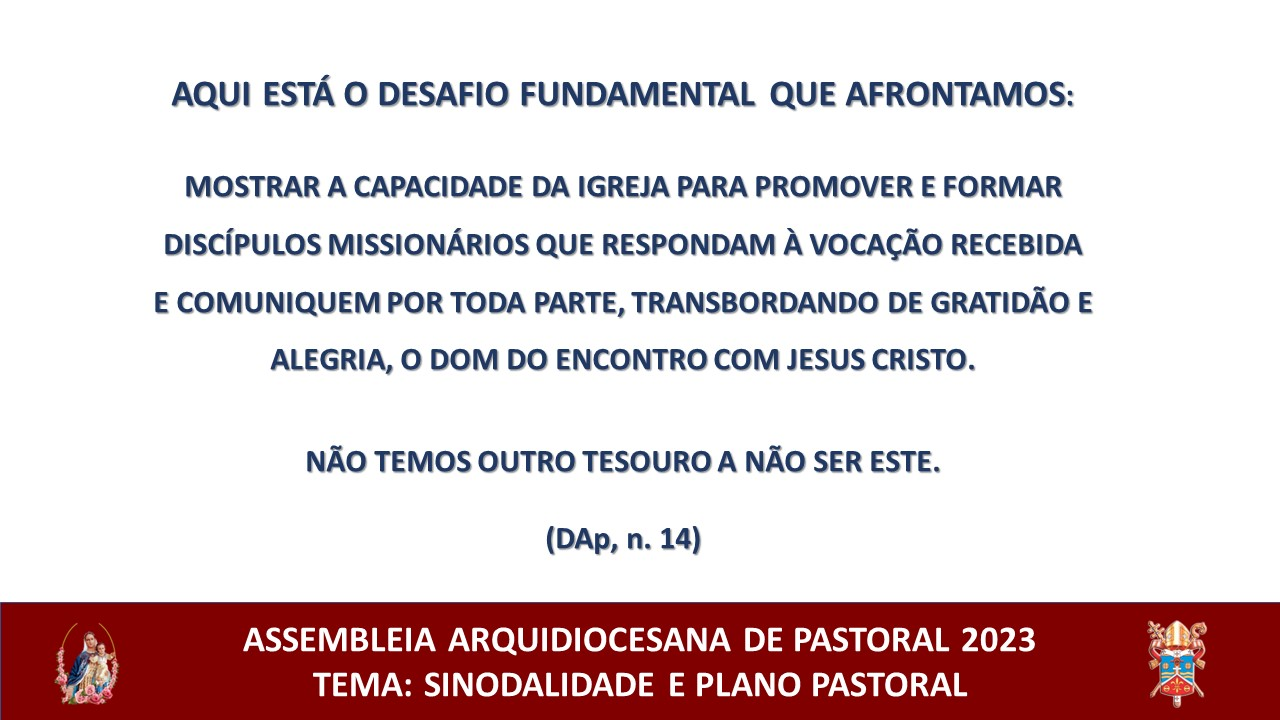 AQUI ESTÁ O DESAFIO FUNDAMENTAL QUE AFRONTAMOS:
MOSTRAR A CAPACIDADE DA IGREJA PARA PROMOVER E FORMAR
DISCÍPULOS MISSIONÁRIOS QUE RESPONDAM À VOCAÇÃO RECEBIDA
E COMUNIQUEM POR TODA PARTE, TRANSBORDANDO DE GRATIDÃO E
ALEGRIA, O DOM DO ENCONTRO COM JESUS CRISTO.
NÃO TEMOS OUTRO TESOURO A NÃO SER ESTE.
(DAp, n. 14)
ASSEMBLEIA ARQUIDIOCESANA DE PASTORAL 2023
TEMA: SINODALIDADE E PLANO PASTORAL